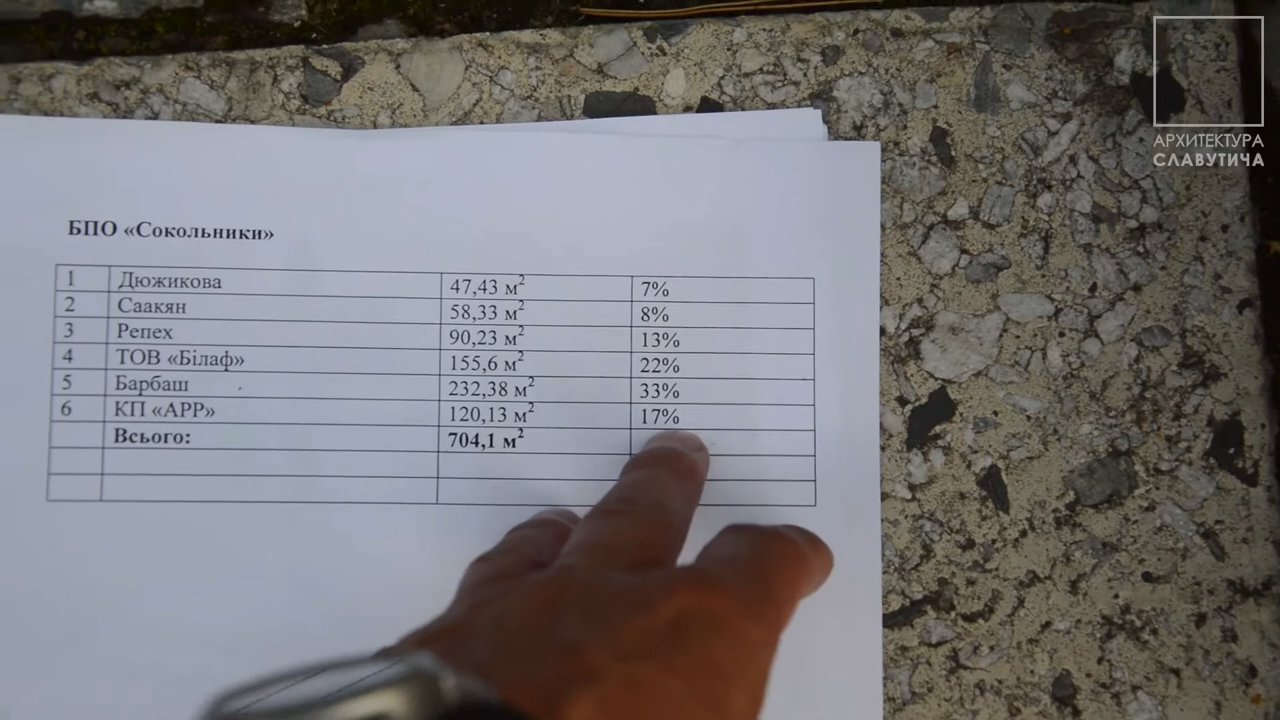 АРХИТЕКТУРА
СЛАВУТИЧА
БПО «Сокольники»
1 Дюжикова 47,43 м² 7%
2 Саакян 58,33 м² 8%
3 Репех 90,23 м² 13%
4 ТОВ «Білаф» 155,6 м² 22%
5 Барбаш 232,38 м² 33%
6 КП «АРР» 120,13 м² 17%
Всього: 704,1 м²